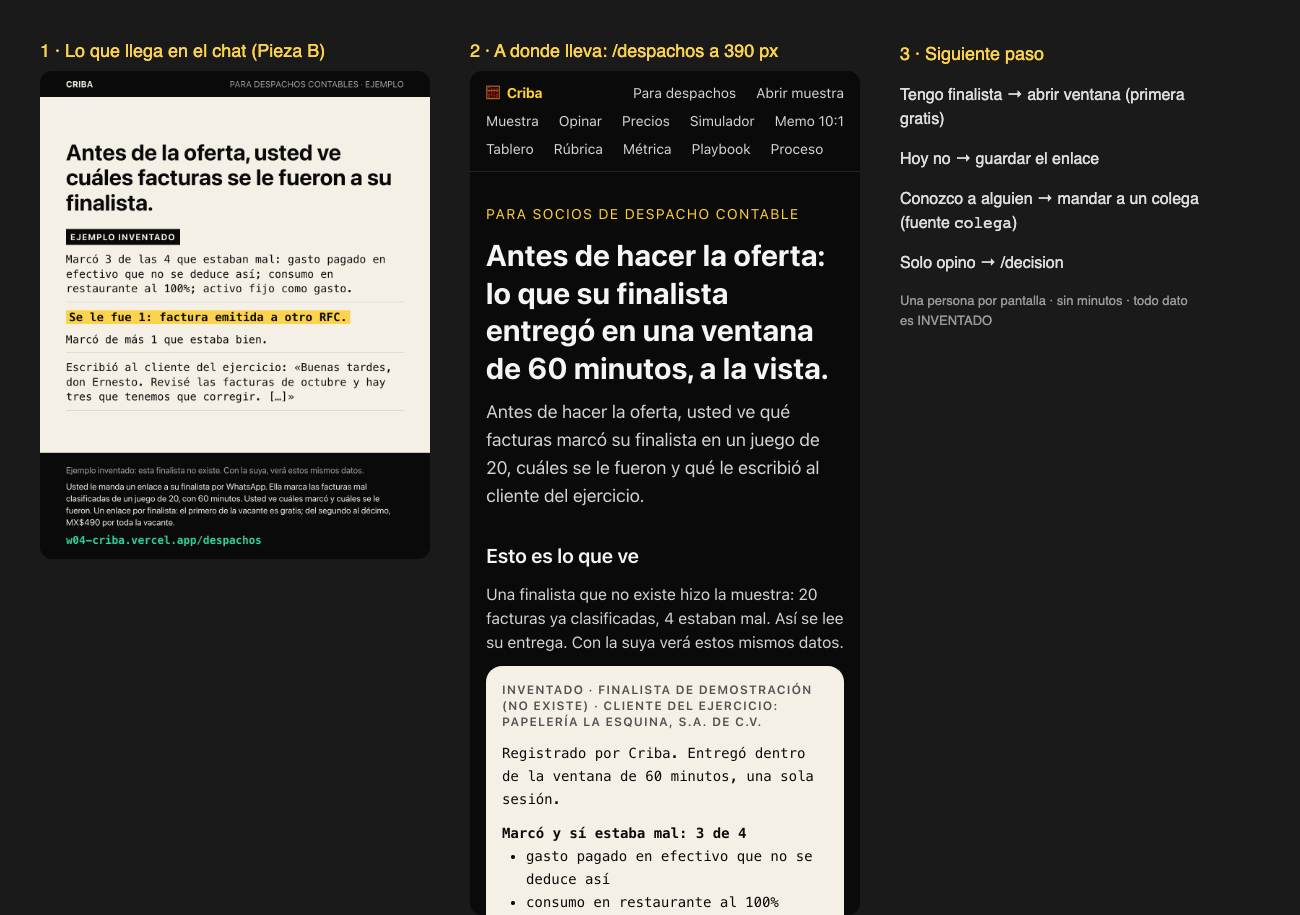 1 · Lo que llega en el chat (Pieza B)
CRIBA
PARA DESPACHOS CONTABLES · EJEMPLO
Antes de la oferta, usted ve
cuáles facturas se le fueron a su
finalista.
EJEMPLO INVENTADO
Marcó 3 de las 4 que estaban mal: gasto pagado en
efectivo que no se deduce así; consumo en
restaurante al 100%; activo fijo como gasto.
Se le fue 1: factura emitida a otro RFC.
Marcó de más 1 que estaba bien.
Escribió al cliente del ejercicio: «Buenas tardes,
don Ernesto. Revisé las facturas de octubre y hay
tres que tenemos que corregir. […]»
Ejemplo inventado: esta finalista no existe. Con la suya, verá estos mismos datos.
Usted le manda un enlace a su finalista por WhatsApp. Ella marca las facturas mal
clasificadas de un juego de 20, con 60 minutos. Usted ve cuáles marcó y cuáles se le
fueron. Un enlace por finalista: el primero de la vacante es gratis; del segundo al décimo,
MX$490 por toda la vacante.
w04-criba.vercel.app/despachos
2 · A donde lleva: /despachos a 390 px
Criba
Para despachos Abrir muestra
Muestra Opinar Precios Simulador Memo 10:1
Tablero Rúbrica Métrica Playbook Proceso
PARA SOCIOS DE DESPACHO CONTABLE
Antes de hacer la oferta:
lo que su finalista
entregó en una ventana
de 60 minutos, a la vista.
Antes de hacer la oferta, usted ve qué
facturas marcó su finalista en un juego de
20, cuáles se le fueron y qué le escribió al
cliente del ejercicio.
Esto es lo que ve
Una finalista que no existe hizo la muestra: 20
facturas ya clasificadas, 4 estaban mal. Así se lee
su entrega. Con la suya verá estos mismos datos.
INVENTADO · FINALISTA DE DEMOSTRACIÓN
(NO EXISTE) · CLIENTE DEL EJERCICIO:
PAPELERÍA LA ESQUINA, S.A. DE C.V.
Registrado por Criba. Entregó dentro
de la ventana de 60 minutos, una sola
sesión.
Marcó y sí estaba mal: 3 de 4
• gasto pagado en efectivo que no se
deduce así
• consumo en restaurante al 100%
3 · Siguiente paso
Tengo finalista → abrir ventana (primera
gratis)
Hoy no → guardar el enlace
Conozco a alguien → mandar a un colega
(fuente colega)
Solo opino → /decision
Una persona por pantalla · sin minutos · todo dato
es INVENTADO